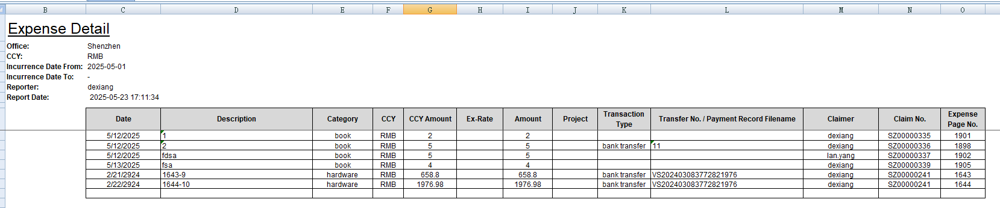 B C D E F G H I J K L M N O
Expense Detail
Office: Shenzhen
CCY: RMB
Incurrence Date From: 2025-05-01
Incurrence Date To: -
Reporter: dexiang
Report Date: 2025-05-23 17:11:34
Date Description Category CCY CCY Amount Ex-Rate Amount Project Transaction Type Transfer No. / Payment Record Filename Claimer Claim No. Expense Page No.
5/12/2025 1 book RMB 2 2 dexiang SZ00000335 1901
5/12/2025 2 book RMB 5 5 bank transfer 11 dexiang SZ00000336 1898
5/12/2025 fdsa book RMB 5 5 lan.yang SZ00000337 1902
5/13/2025 fsa book RMB 4 4 dexiang SZ00000339 1905
2/21/2924 1643-9 hardware RMB 658.8 658.8 bank transfer VS202403083772821976 dexiang SZ00000241 1643
2/22/2924 1644-10 hardware RMB 1976.98 1976.98 bank transfer VS202403083772821976 dexiang SZ00000241 1644